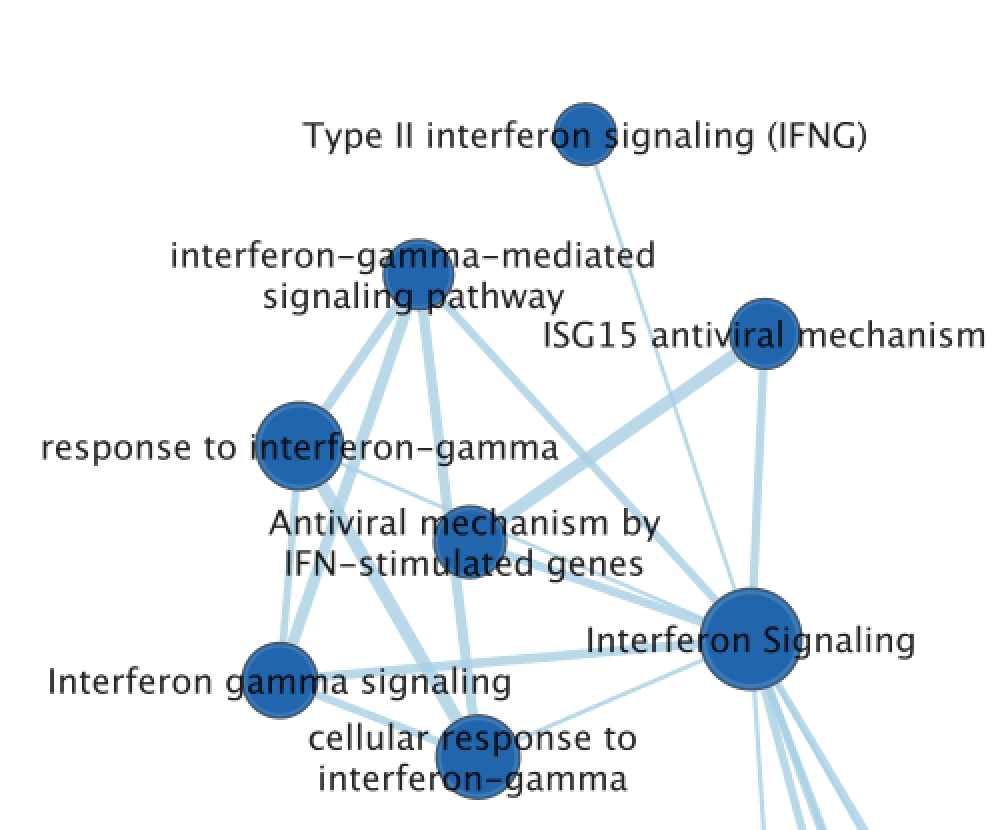 Type II interferon signaling (IFNG)
interferon-gamma-mediated
signaling pathway
ISG15 antiviral mechanism
response to interferon-gamma
Antiviral mechanism by
IFN-stimulated genes
Interferon Signaling
Interferon gamma signaling
cellular response to
interferon-gamma